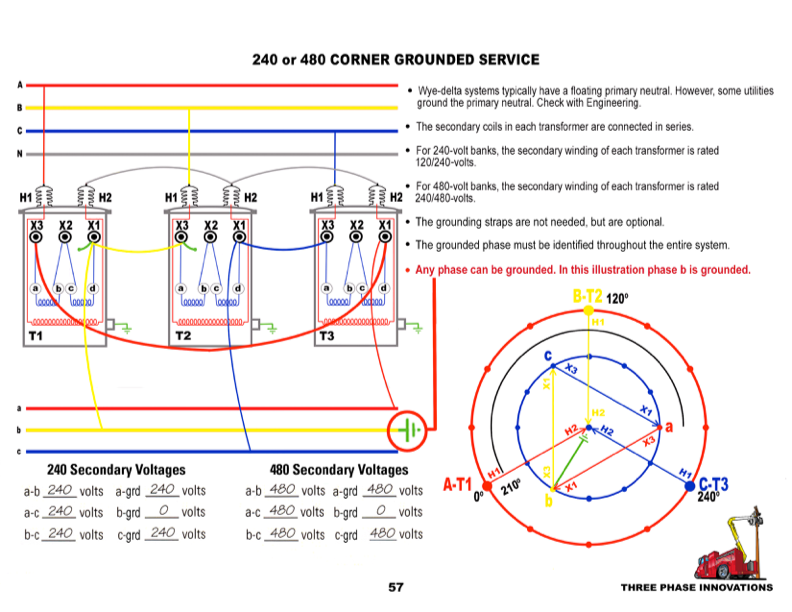 240 or 480 CORNER GROUNDED SERVICE
A
B
C
N
• Wye-delta systems typically have a floating primary neutral. However, some utilities
ground the primary neutral. Check with Engineering.
• The secondary coils in each transformer are connected in series.
• For 240-volt banks, the secondary winding of each transformer is rated
120/240-volts.
• For 480-volt banks, the secondary winding of each transformer is rated
240/480-volts.
• The grounding straps are not needed, but are optional.
• The grounded phase must be identified throughout the entire system.
• Any phase can be grounded. In this illustration phase b is grounded.
H1 H2 H1 H2 H1 H2
X3 X2 X1 X3 X2 X1 X3 X2 X1
a b c d a b c d a b c d
T1 T2 T3
a
b
c
B-T2 120º
H1
c
X3
X1
H2
X1
a
H2
H2
X3
X3
H1
H1
A-T1
0º
210º
b
X1
C-T3
240º
240 Secondary Voltages
a-b 240 volts a-grd 240 volts
a-c 240 volts b-grd 0 volts
b-c 240 volts c-grd 240 volts
480 Secondary Voltages
a-b 480 volts a-grd 480 volts
a-c 480 volts b-grd 0 volts
b-c 480 volts c-grd 480 volts
57
THREE PHASE INNOVATIONS